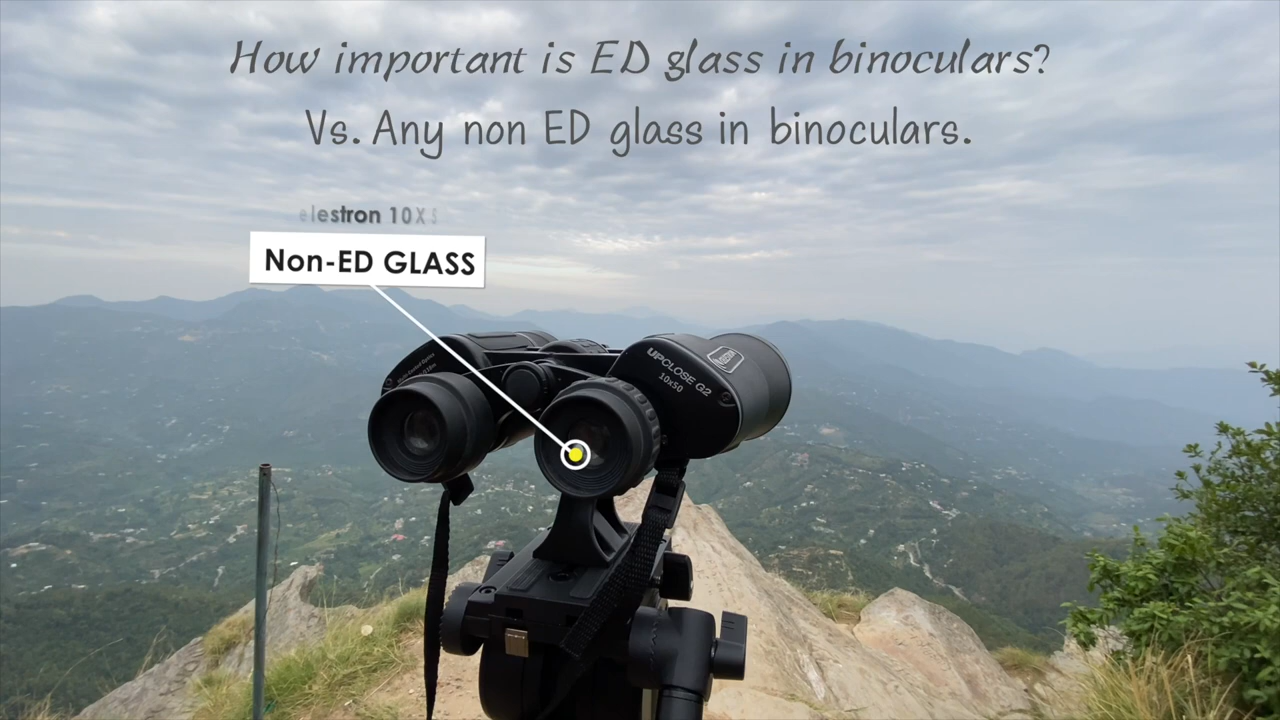 How important is ED glass in binoculars?
Vs. Any non ED glass in binoculars.
elestron 10X5
Non-ED GLASS
UPCLOSE G2
10x50